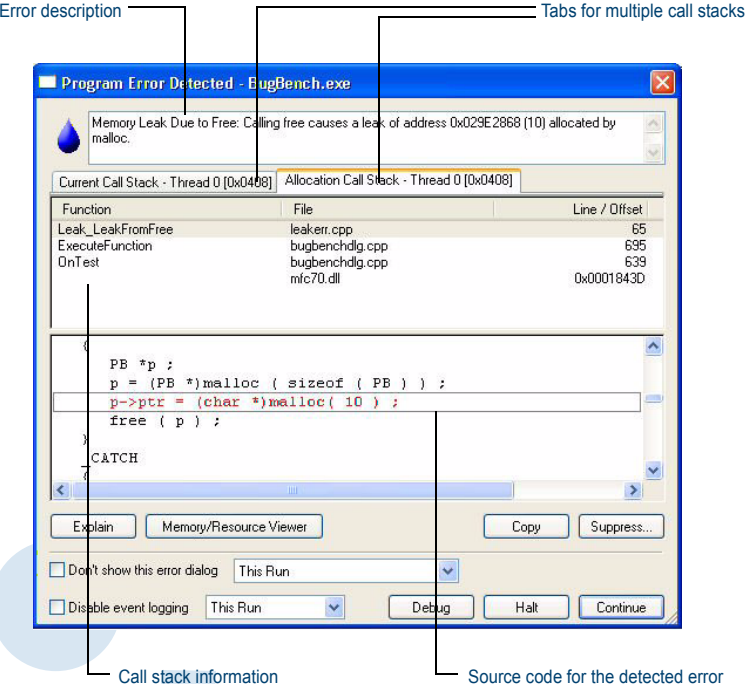 Error description
Tabs for multiple call stacks
Program Error Detected - BugBench.exe
Memory Leak Due to Free: Calling free causes a leak of address 0x029E2868 (10) allocated by
malloc.
Current Call Stack - Thread 0 [0x0408]
Allocation Call Stack - Thread 0 [0x0408]
Function File Line / Offset
Leak_LeakFromFree leakerr.cpp 65
ExecuteFunction bugbenchdlg.cpp 695
OnTest bugbenchdlg.cpp 639
mfc70.dll 0x0001843D
{
PB *p ;
p = (PB *)malloc ( sizeof ( PB ) ) ;
p->ptr = (char *)malloc( 10 ) ;
free ( p ) ;
}
_CATCH
{
Explain Memory/Resource Viewer Copy Suppress...
Don't show this error dialog This Run
Disable event logging This Run Debug Halt Continue
Call stack information
Source code for the detected error